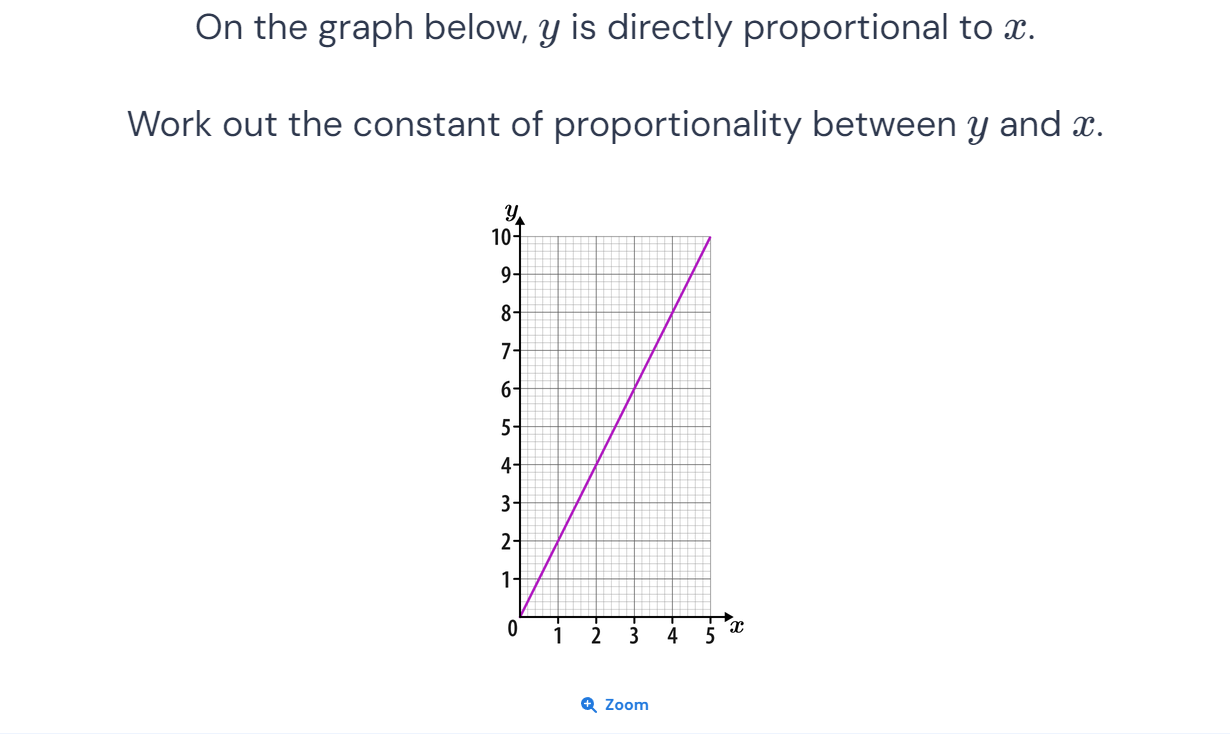 On the graph below, y is directly proportional to x.
Work out the constant of proportionality between y and x.
y
10
9
8
7
6
5
4
3
2
1
0 1 2 3 4 5 x
Zoom